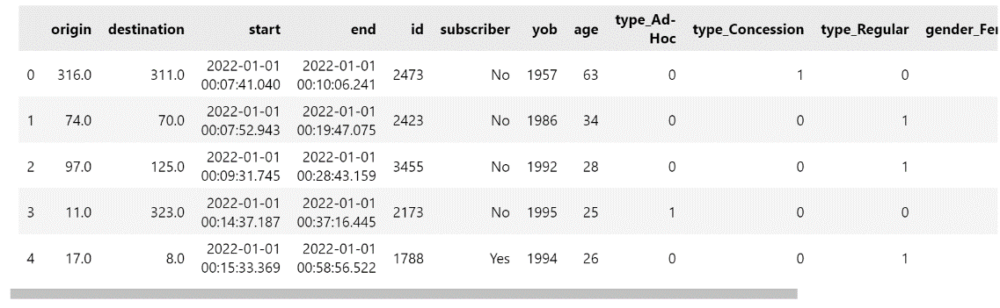 origin destination start end id subscriber yob age type_Ad-Hoc type_Concession type_Regular gender_Fer
0 316.0 311.0 2022-01-01 00:07:41.040 2022-01-01 00:10:06.241 2473 No 1957 63 0 1 0
1 74.0 70.0 2022-01-01 00:07:52.943 2022-01-01 00:19:47.075 2423 No 1986 34 0 0 1
2 97.0 125.0 2022-01-01 00:09:31.745 2022-01-01 00:28:43.159 3455 No 1992 28 0 0 1
3 11.0 323.0 2022-01-01 00:14:37.187 2022-01-01 00:37:16.445 2173 No 1995 25 1 0 0
4 17.0 8.0 2022-01-01 00:15:33.369 2022-01-01 00:58:56.522 1788 Yes 1994 26 0 0 1